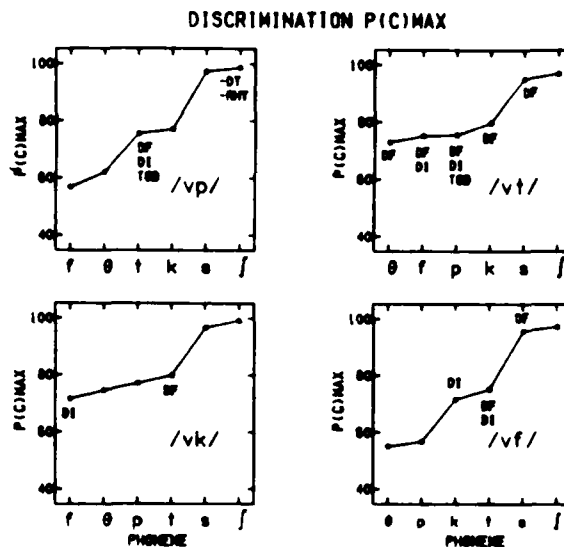 DISCRIMINATION P(C)MAX
P(C)MAX
100
80
60
40
DF
DI
TBD
-DT
-RMT
/vp/
f θ t k s ʃ
P(C)MAX
100
80
60
40
DF
DF
DI
DF
DI
TBD
DF
DF
/vt/
θ f p k s ʃ
P(C)MAX
100
80
60
40
DI
DF
/vk/
f θ p t s ʃ
PHONEME
P(C)MAX
100
80
60
40
DI
DF
DI
DF
/vf/
θ p k t s ʃ
PHONEME